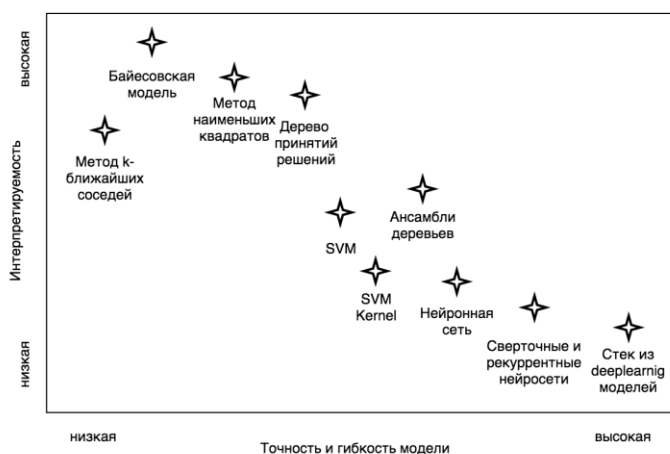 высокая
Интерпретируемость
низкая
Байесовская
модель
Метод
наименьших
квадратов
Дерево
принятий
решений
Метод k-
ближайших
соседей
Ансамбли
деревьев
SVM
SVM
Kernel
Нейронная
сеть
Сверточные и
рекуррентные
нейросети
Стек из
deeplearnig
моделей
низкая
Точность и гибкость модели
высокая